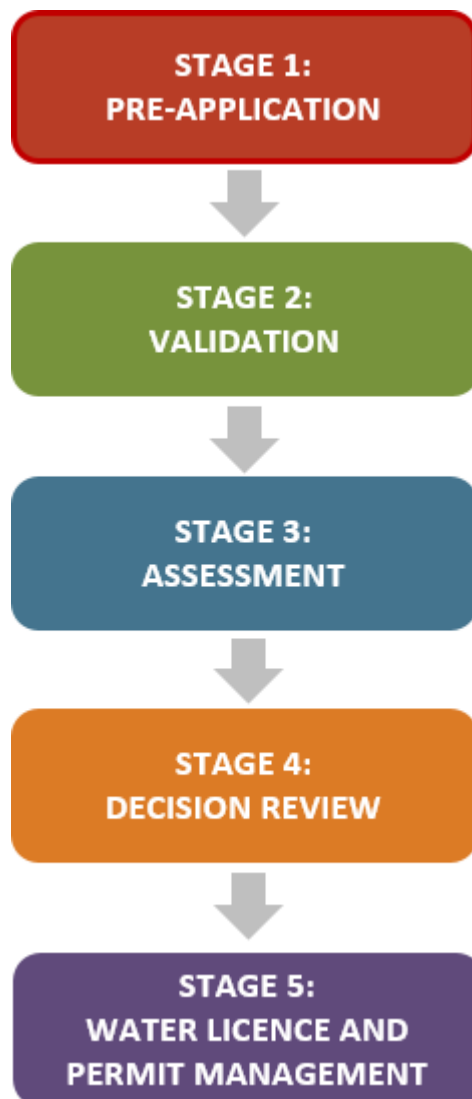 STAGE 1:
PRE-APPLICATION
STAGE 2:
VALIDATION
STAGE 3:
ASSESSMENT
STAGE 4:
DECISION REVIEW
STAGE 5:
WATER LICENCE AND
PERMIT MANAGEMENT